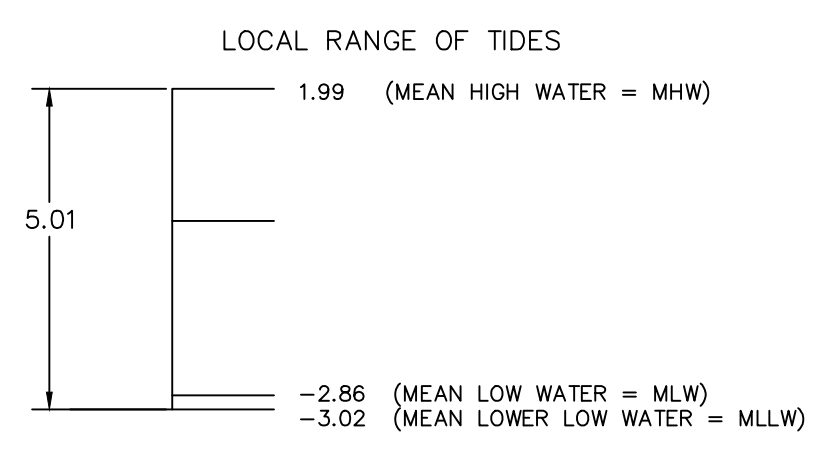 LOCAL RANGE OF TIDES
1.99 (MEAN HIGH WATER = MHW)
5.01
-2.86 (MEAN LOW WATER = MLW)
-3.02 (MEAN LOWER LOW WATER = MLLW)